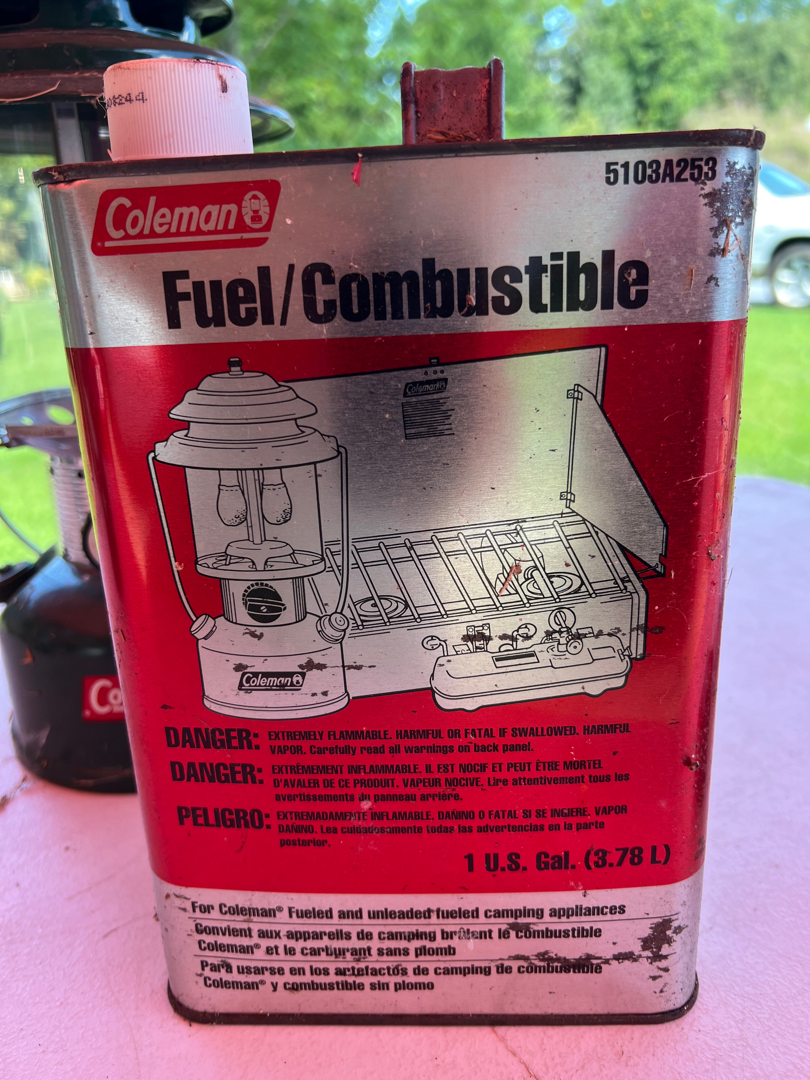 5103A253
Coleman
Fuel/Combustible
Coleman
Coleman
DANGER: EXTREMELY FLAMMABLE. HARMFUL OR FATAL IF SWALLOWED. HARMFUL
VAPOR. Carefully read all warnings on back panel.
DANGER: EXTRÊMEMENT INFLAMMABLE. IL EST NOCIF ET PEUT ÊTRE MORTEL
D'AVALER DE CE PRODUIT. VAPEUR NOCIVE. Lire attentivement tous les
avertissements du panneau arrière.
PELIGRO: EXTREMADAMENTE INFLAMABLE. DANINO O FATAL SI SE INGIERE. VAPOR
DANINO. Lea cuidadosamente todas las advertencias en la parte
posterior.
1 U.S. Gal. (3.78 L)
For Coleman® Fueled and unleaded fueled camping appliances
Convient aux appareils de camping brûlant le combustible
Coleman® et le carburant sans plomb
Para usarse en los artefactos de camping de combustible
Coleman® y combustible sin plomo
Co